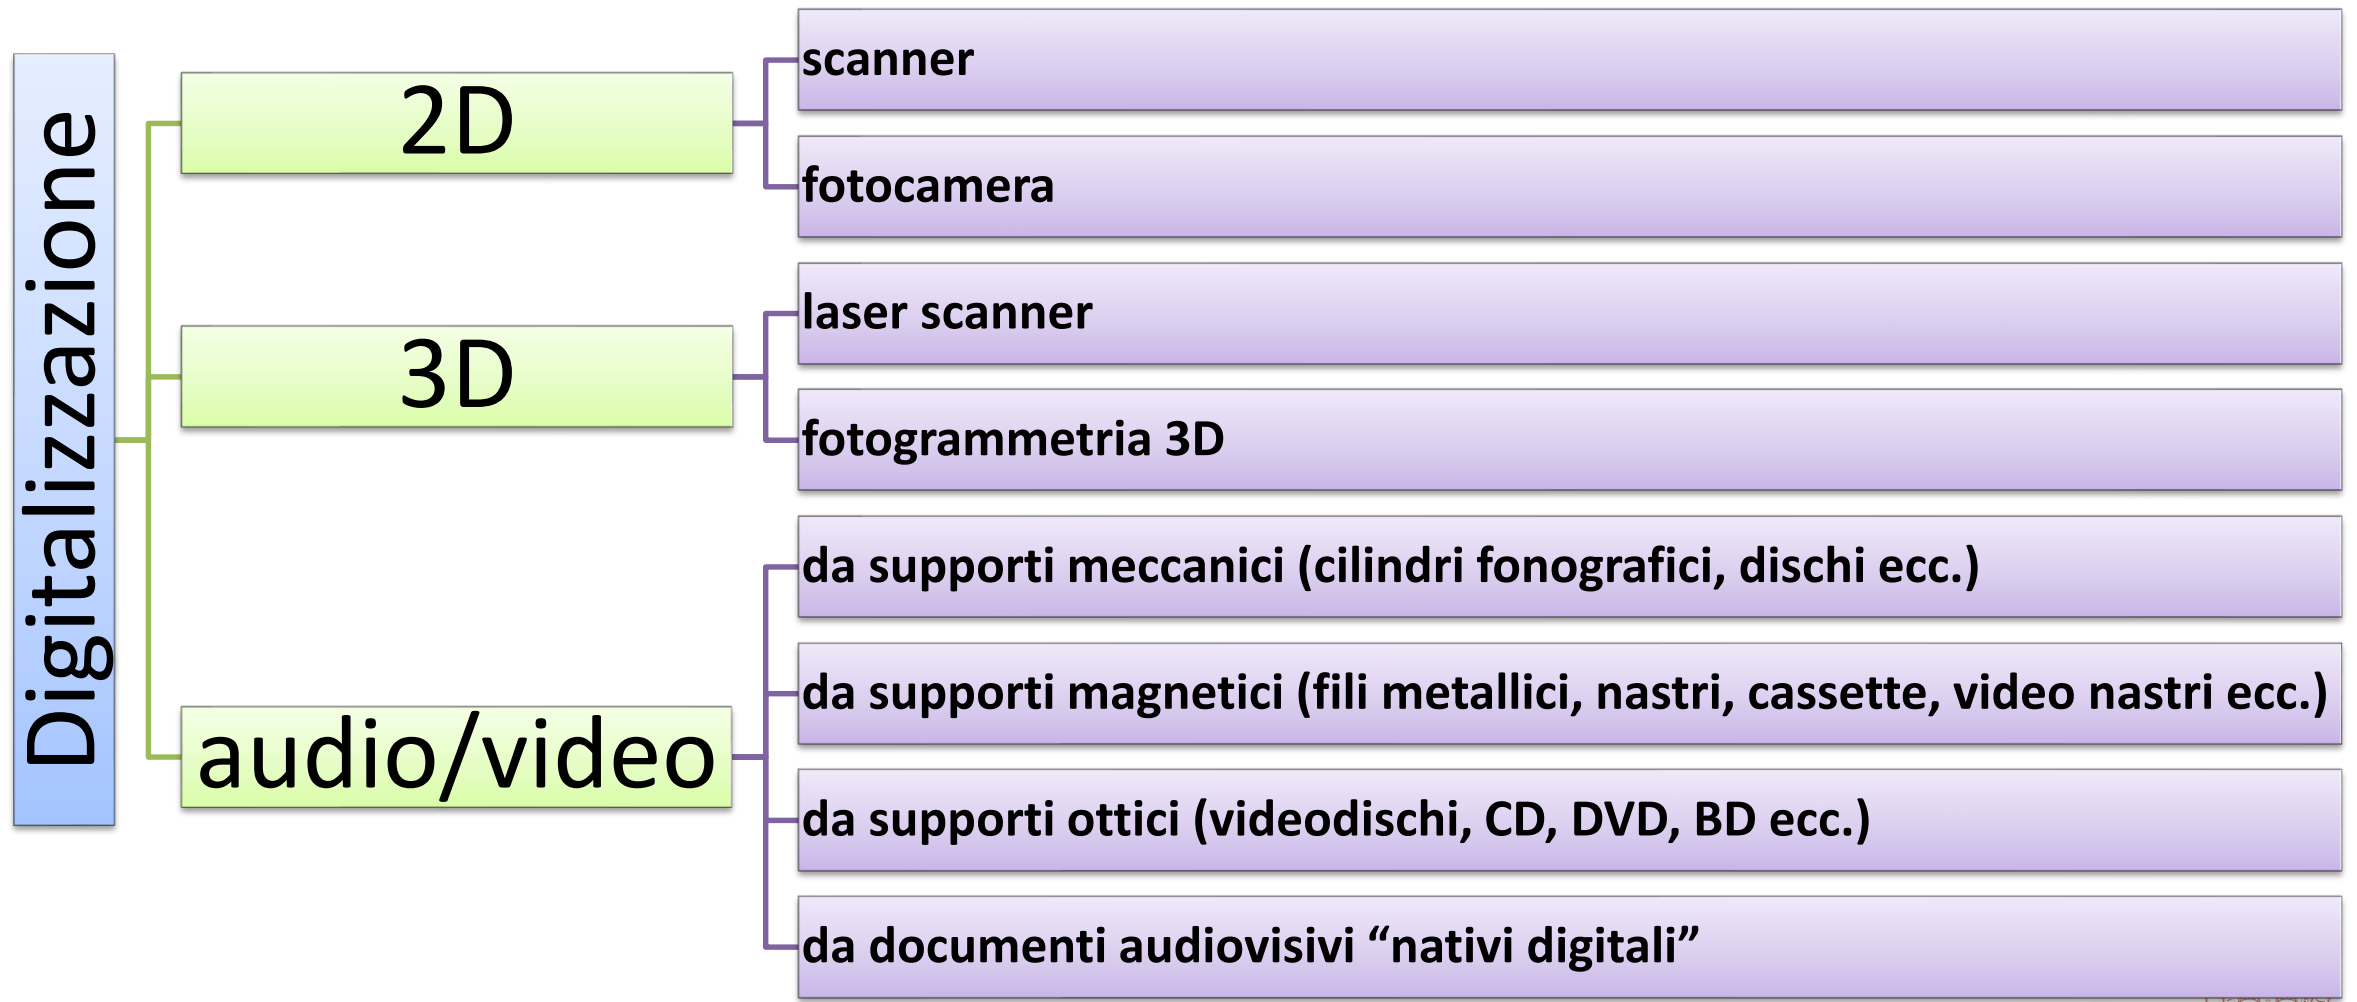 Digitalizzazione
2D
scanner
fotocamera
3D
laser scanner
fotogrammetria 3D
audio/video
da supporti meccanici (cilindri fonografici, dischi ecc.)
da supporti magnetici (fili metallici, nastri, cassette, video nastri ecc.)
da supporti ottici (videodischi, CD, DVD, BD ecc.)
da documenti audiovisivi “nativi digitali”